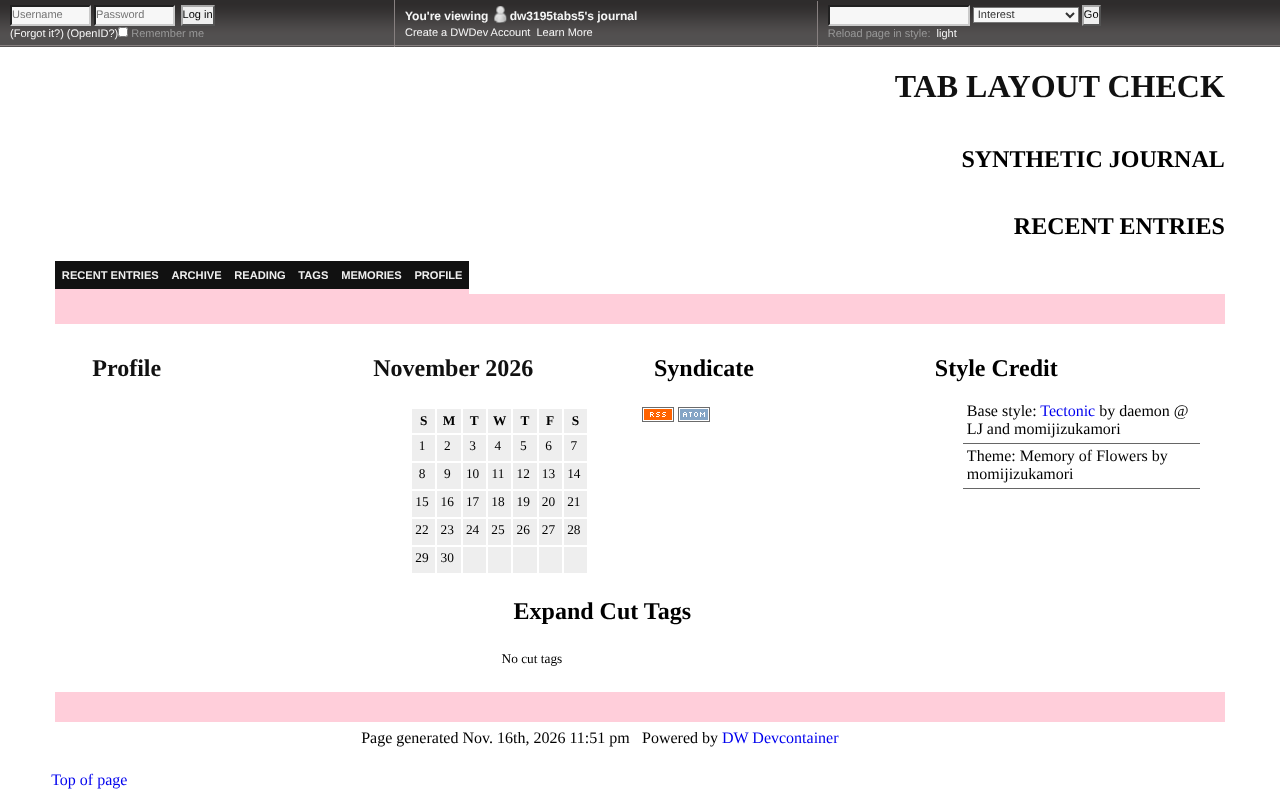 Username Password Log in
(Forgot it?) (OpenID?) Remember me
You're viewing dw3195tabs5's journal
Create a DWDev Account Learn More
Interest Go
Reload page in style: light
TAB LAYOUT CHECK
SYNTHETIC JOURNAL
RECENT ENTRIES
RECENT ENTRIES ARCHIVE READING TAGS MEMORIES PROFILE
Profile
November 2026
S M T W T F S
1 2 3 4 5 6 7
8 9 10 11 12 13 14
15 16 17 18 19 20 21
22 23 24 25 26 27 28
29 30
Syndicate
RSS ATOM
Style Credit
Base style: Tectonic by daemon @
LJ and momijizukamori
Theme: Memory of Flowers by
momijizukamori
Expand Cut Tags
No cut tags
Page generated Nov. 16th, 2026 11:51 pm Powered by DW Devcontainer
Top of page